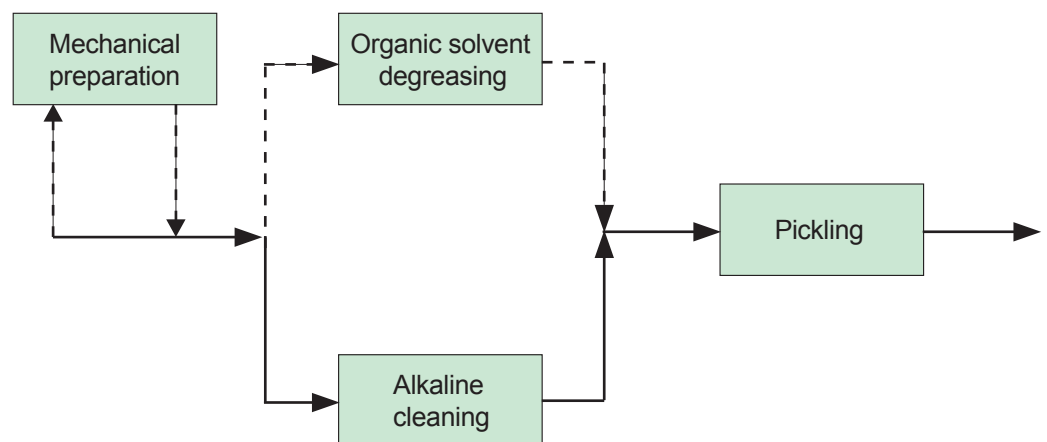 Mechanical
preparation
Organic solvent
degreasing
Pickling
Alkaline
cleaning